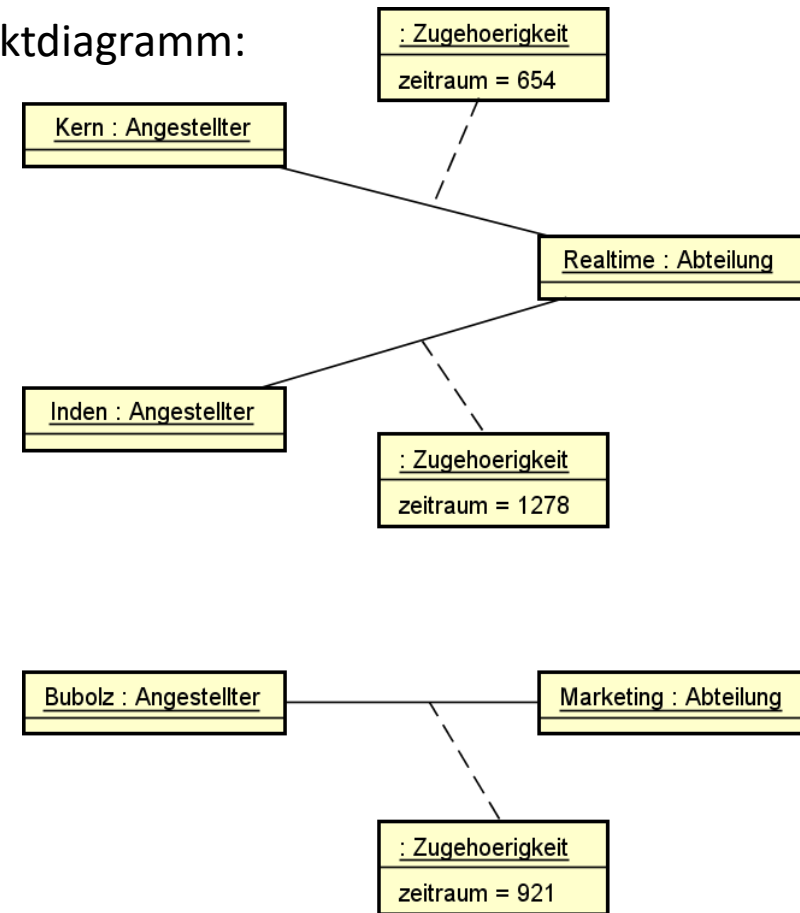 ktdiagramm:
: Zugehoerigkeit
zeitraum = 654
Kern : Angestellter
Realtime : Abteilung
Inden : Angestellter
: Zugehoerigkeit
zeitraum = 1278
Bubolz : Angestellter
Marketing : Abteilung
: Zugehoerigkeit
zeitraum = 921